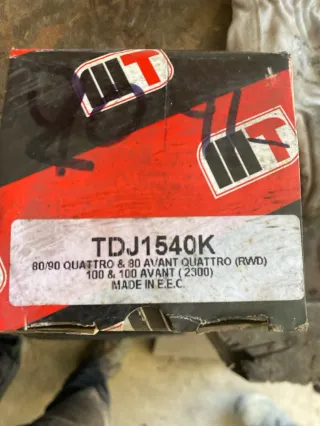 TDJ1540K
80/90 QUATTRO & 80 AVANT QUATTRO (RWD)
100 & 100 AVANT ( 2300)
MADE IN E.E.C.